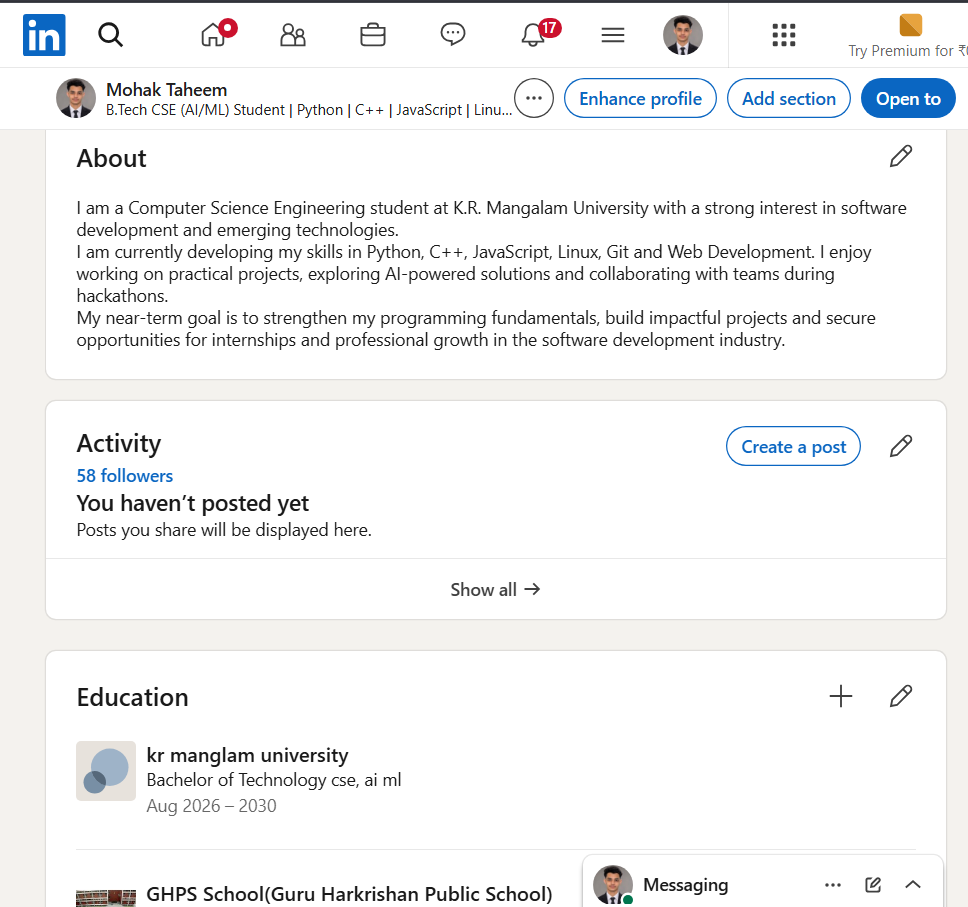 in
17
Try Premium for ₹0
Mohak Taheem
B.Tech CSE (AI/ML) Student | Python | C++ | JavaScript | Linu...
Enhance profile
Add section
Open to
About
I am a Computer Science Engineering student at K.R. Mangalam University with a strong interest in software
development and emerging technologies.
I am currently developing my skills in Python, C++, JavaScript, Linux, Git and Web Development. I enjoy
working on practical projects, exploring AI-powered solutions and collaborating with teams during
hackathons.
My near-term goal is to strengthen my programming fundamentals, build impactful projects and secure
opportunities for internships and professional growth in the software development industry.
Activity
Create a post
58 followers
You haven’t posted yet
Posts you share will be displayed here.
Show all →
Education
kr manglam university
Bachelor of Technology cse, ai ml
Aug 2026 – 2030
GHPS School(Guru Harkrishan Public School)
Messaging